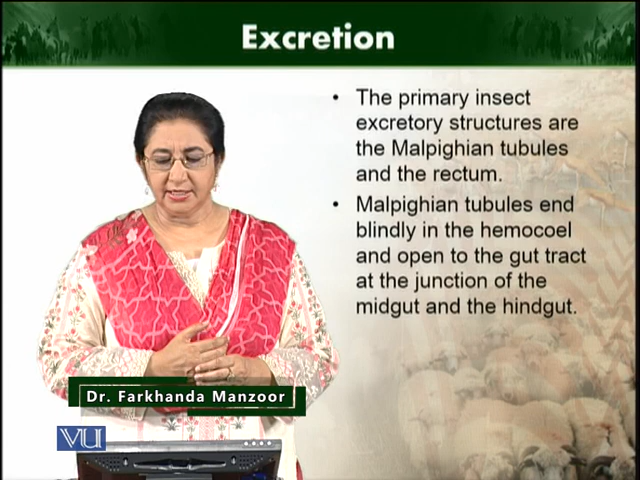 Excretion
• The primary insect
excretory structures are
the Malpighian tubules
and the rectum.
• Malpighian tubules end
blindly in the hemocoel
and open to the gut tract
at the junction of the
midgut and the hindgut.
Dr. Farkhanda Manzoor
VU